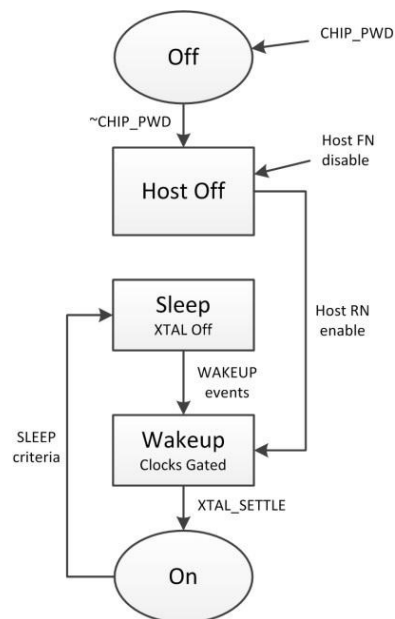 CHIP_PWD
Off
~CHIP_PWD
Host FN
disable
Host Off
Sleep
XTAL Off
Host RN
enable
WAKEUP
events
SLEEP
criteria
Wakeup
Clocks Gated
XTAL_SETTLE
On